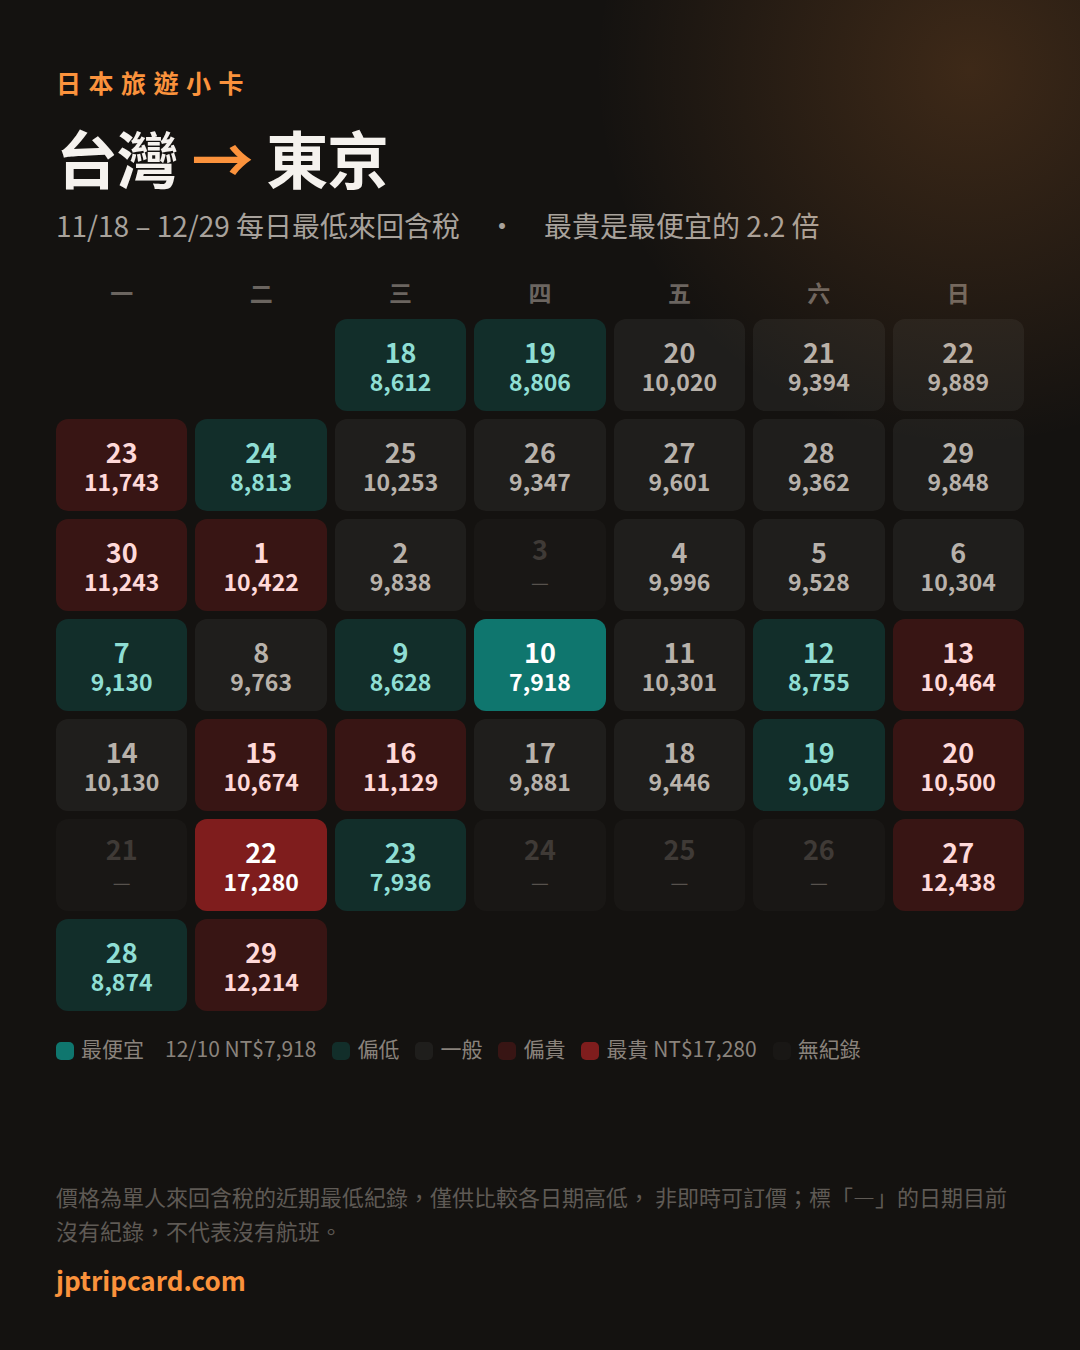 日本旅遊小卡
台灣 → 東京
11/18 – 12/29 每日最低來回含稅 ・ 最貴是最便宜的 2.2 倍
一 二 三 四 五 六 日
18 19 20 21 22
8,612 8,806 10,020 9,394 9,889
23 24 25 26 27 28 29
11,743 8,813 10,253 9,347 9,601 9,362 9,848
30 1 2 3 4 5 6
11,243 10,422 9,838 — 9,996 9,528 10,304
7 8 9 10 11 12 13
9,130 9,763 8,628 7,918 10,301 8,755 10,464
14 15 16 17 18 19 20
10,130 10,674 11,129 9,881 9,446 9,045 10,500
21 22 23 24 25 26 27
— 17,280 7,936 — — — 12,438
28 29
8,874 12,214
最便宜 12/10 NT$7,918 偏低 一般 偏貴 最貴 NT$17,280 無紀錄
價格為單人來回含稅的近期最低紀錄，僅供比較各日期高低， 非即時可訂價；標「—」的日期目前
沒有紀錄，不代表沒有航班。
jptripcard.com